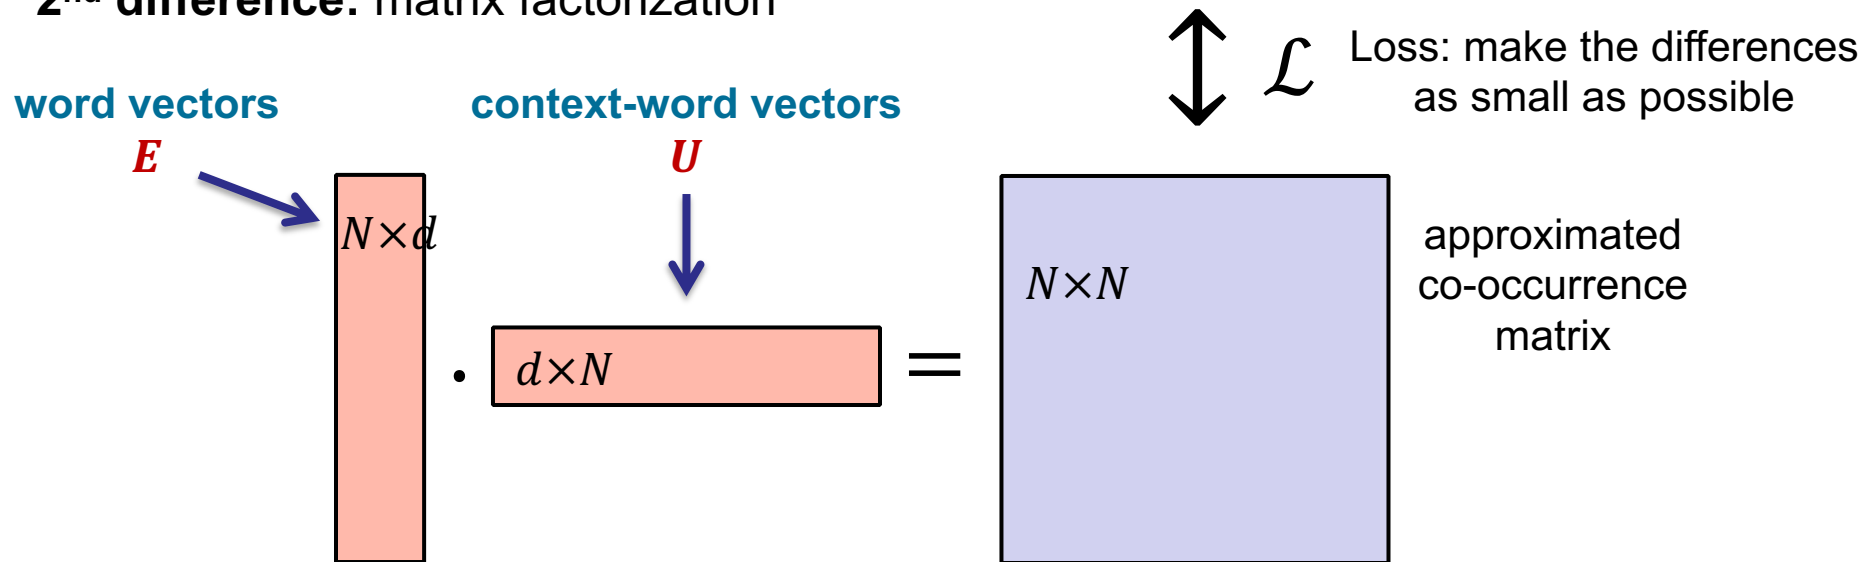 2nd difference: matrix factorization
ℒ
Loss: make the differences
as small as possible
word vectors
E
context-word vectors
U
N×d
.
d×N
=
N×N
approximated
co-occurrence
matrix